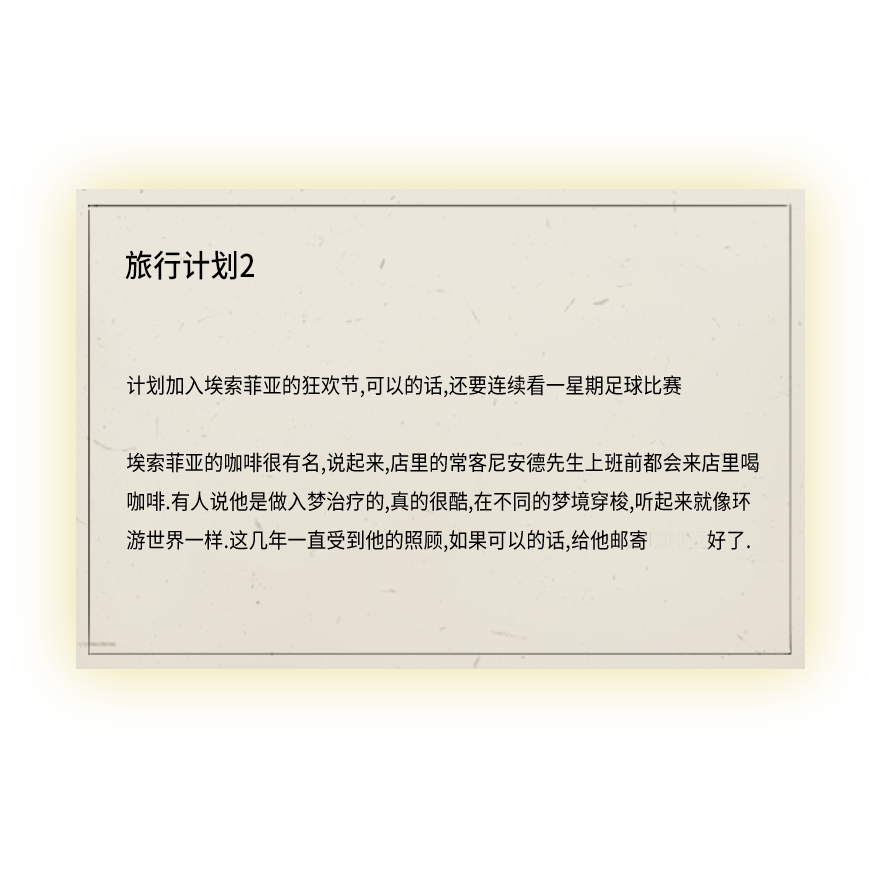 旅行计划2
计划加入埃索菲亚的狂欢节,可以的话,还要连续看一星期足球比赛
埃索菲亚的咖啡很有名,说起来,店里的常客尼安德先生上班前都会来店里喝
咖啡.有人说他是做入梦治疗的,真的很酷,在不同的梦境穿梭,听起来就像环
游世界一样.这几年一直受到他的照顾,如果可以的话,给他邮寄 好了.